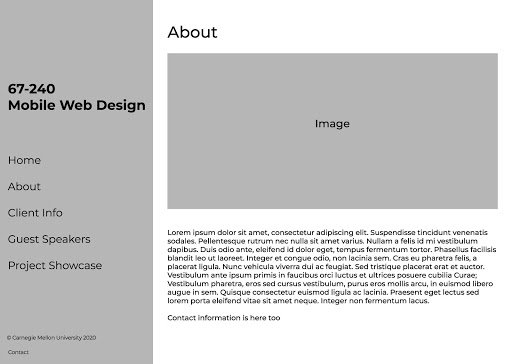 67-240
Mobile Web Design
Home
About
Client Info
Guest Speakers
Project Showcase
© Carnegie Mellon University 2020
Contact
About
Image
Lorem ipsum dolor sit amet, consectetur adipiscing elit. Suspendisse tincidunt venenatis
sodales. Pellentesque rutrum nec nulla sit amet varius. Nullam a felis id mi vestibulum
dapibus. Duis odio ante, eleifend id dolor eget, tempus fermentum tortor. Phasellus facilisis
blandit leo ut laoreet. Integer et congue odio, non lacinia sem. Cras eu pharetra felis, a
placerat ligula. Nunc vehicula viverra dui ac feugiat. Sed tristique placerat erat et auctor.
Vestibulum ante ipsum primis in faucibus orci luctus et ultrices posuere cubilia Curae;
Vestibulum pharetra, eros sed cursus vestibulum, purus eros mollis arcu, in euismod libero
augue in sem. Quisque consectetur euismod ligula ac lacinia. Praesent eget lectus sed
lorem porta eleifend vitae sit amet neque. Integer non fermentum lacus.
Contact information is here too